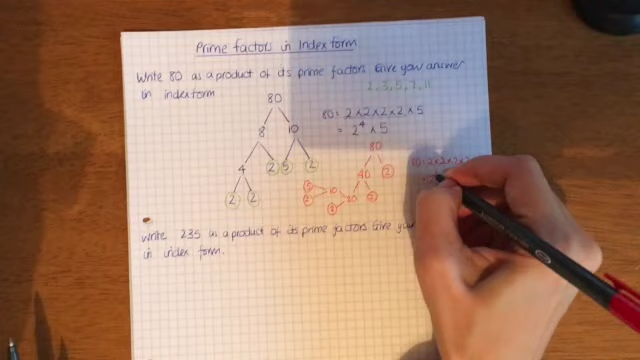 Prime factors in Index form
Write 80 as a product of its prime factors Give your answer
in index form
2, 3, 5, 7, 11
80
80 = 2 × 2 × 2 × 2 × 5
= 2⁴ × 5
8 10
4 2 5 2
2 2
80
40 2
10 20 2
2
80 = 2 × 2 × 2 ×
Write 235 as a product of its prime factors Give your
in index form.